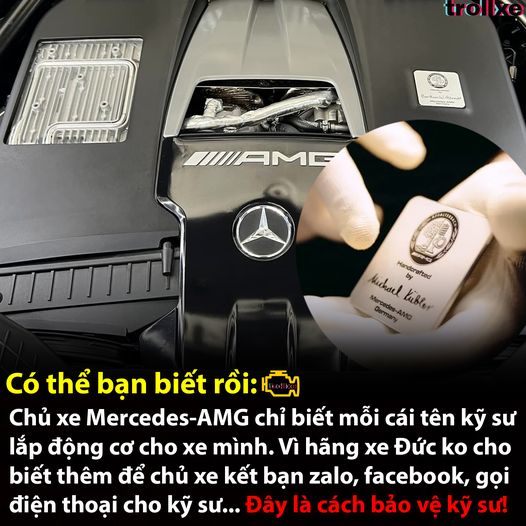 trollxe
AMG
Handcrafted
by
Michael Kübler
Mercedes-AMG
Germany
Có thể bạn biết rồi:
Chủ xe Mercedes-AMG chỉ biết mỗi cái tên kỹ sư
lắp động cơ cho xe mình. Vì hãng xe Đức ko cho
biết thêm để chủ xe kết bạn zalo, facebook, gọi
điện thoại cho kỹ sư... Đây là cách bảo vệ kỹ sư!